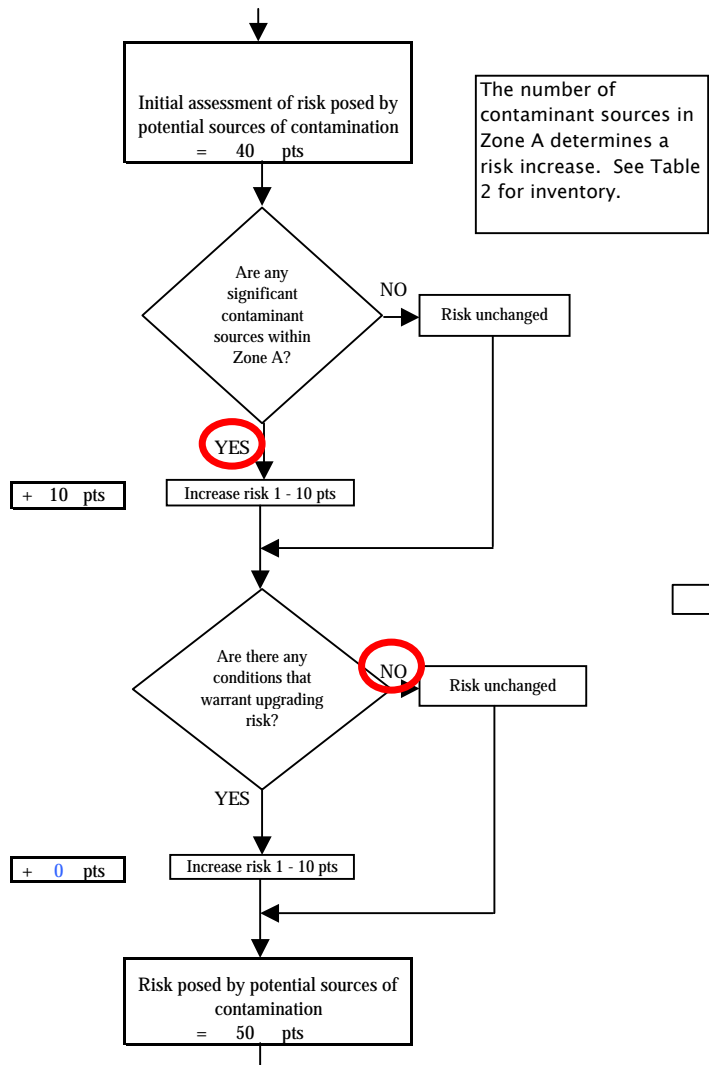 Initial assessment of risk posed by
potential sources of contamination
= 40 pts
The number of
contaminant sources in
Zone A determines a
risk increase. See Table
2 for inventory.
Are any
significant
contaminant
sources within
Zone A?
NO
Risk unchanged
YES
+ 10 pts
Increase risk 1 - 10 pts
Are there any
conditions that
warrant upgrading
risk?
NO
Risk unchanged
YES
+ 0 pts
Increase risk 1 - 10 pts
Risk posed by potential sources of
contamination
= 50 pts